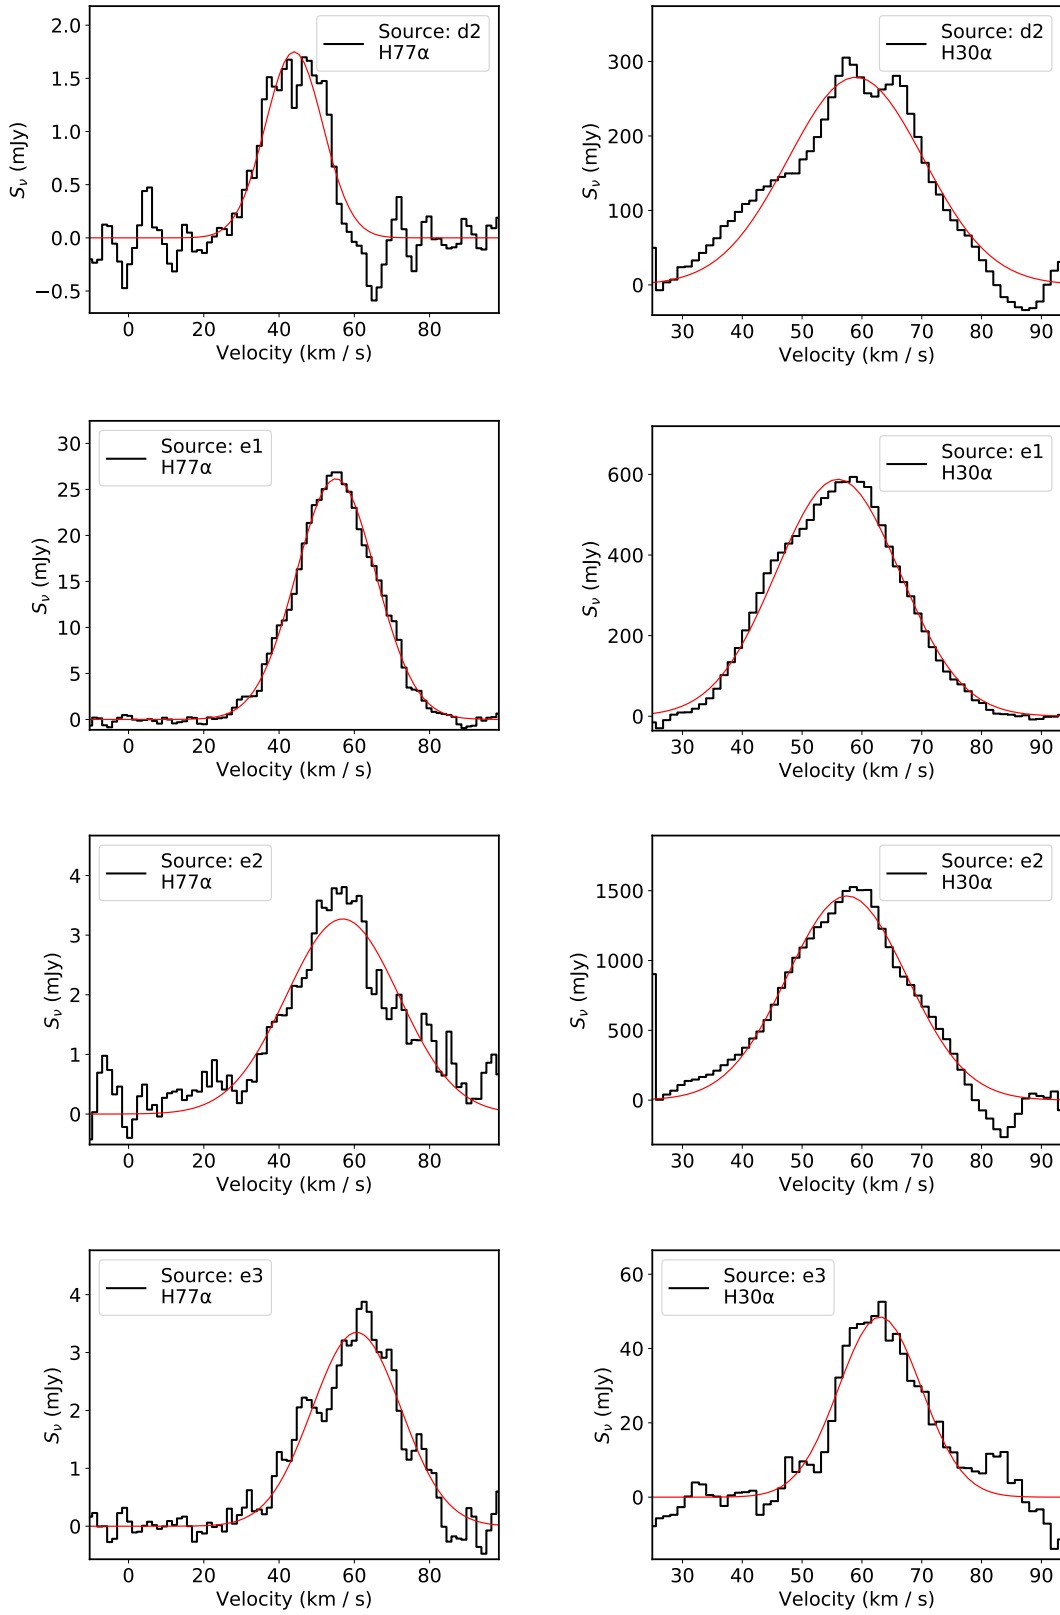 Source: d2
H77α
2.0
1.5
1.0
0.5
0.0
−0.5
Sν (mJy)
0 20 40 60 80
Velocity (km / s)
Source: d2
H30α
300
200
100
0
Sν (mJy)
30 40 50 60 70 80 90
Velocity (km / s)
Source: e1
H77α
30
25
20
15
10
5
0
Sν (mJy)
0 20 40 60 80
Velocity (km / s)
Source: e1
H30α
600
400
200
0
Sν (mJy)
30 40 50 60 70 80 90
Velocity (km / s)
Source: e2
H77α
4
3
2
1
0
Sν (mJy)
0 20 40 60 80
Velocity (km / s)
Source: e2
H30α
1500
1000
500
0
Sν (mJy)
30 40 50 60 70 80 90
Velocity (km / s)
Source: e3
H77α
4
3
2
1
0
Sν (mJy)
0 20 40 60 80
Velocity (km / s)
Source: e3
H30α
60
40
20
0
Sν (mJy)
30 40 50 60 70 80 90
Velocity (km / s)